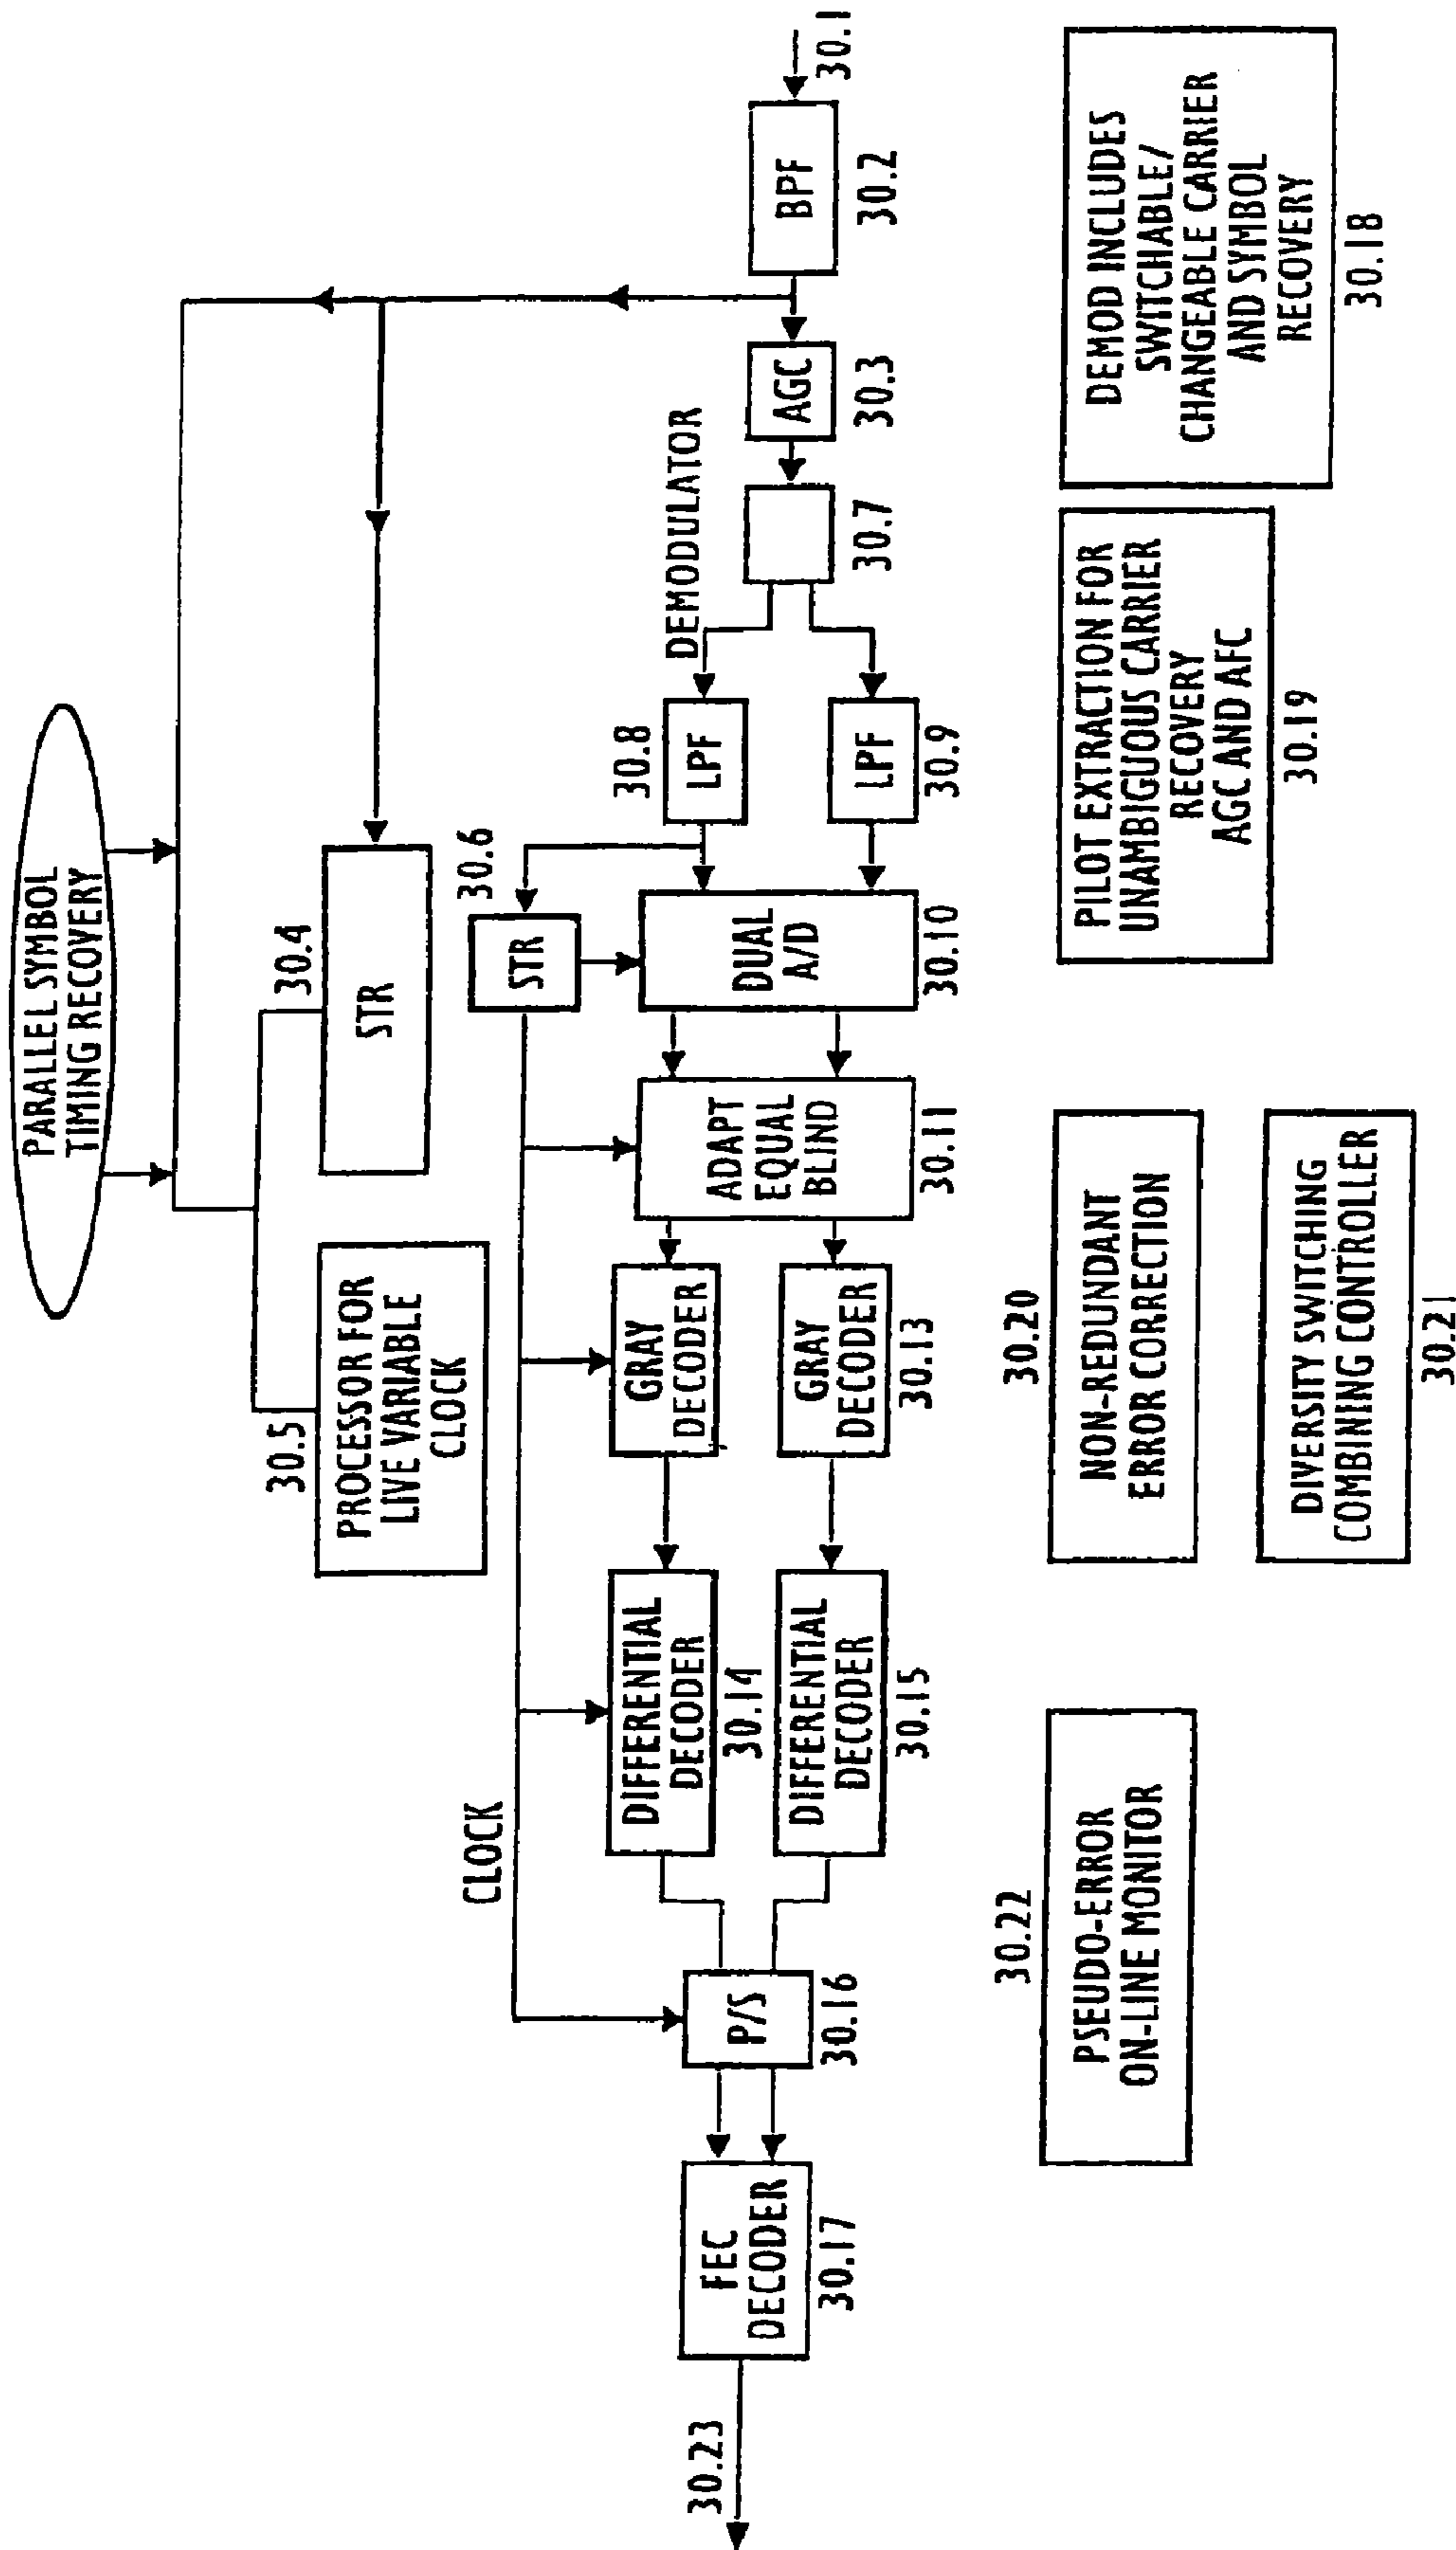 PARALLEL SYMBOL
TIMING RECOVERY
30.4
STR
30.5
PROCESSOR FOR
LIVE VARIABLE
CLOCK
CLOCK
30.6
STR
DEMODULATOR
30.1
BPF
30.2
AGC
30.3
30.7
30.8
LPF
LPF
30.9
DUAL
A/D
30.10
ADAPT
EQUAL
BLIND
30.11
GRAY
DECODER
GRAY
DECODER
30.13
DIFFERENTIAL
DECODER
30.14
DIFFERENTIAL
DECODER
30.15
P/S
30.16
FEC
DECODER
30.17
30.23
DEMOD INCLUDES
SWITCHABLE/
CHANGEABLE CARRIER
AND SYMBOL
RECOVERY
30.18
PILOT EXTRACTION FOR
UNAMBIGUOUS CARRIER
RECOVERY
AGC AND AFC
30.19
30.20
NON-REDUNDANT
ERROR CORRECTION
DIVERSITY SWITCHING
COMBINING CONTROLLER
30.21
30.22
PSEUDO-ERROR
ON-LINE MONITOR